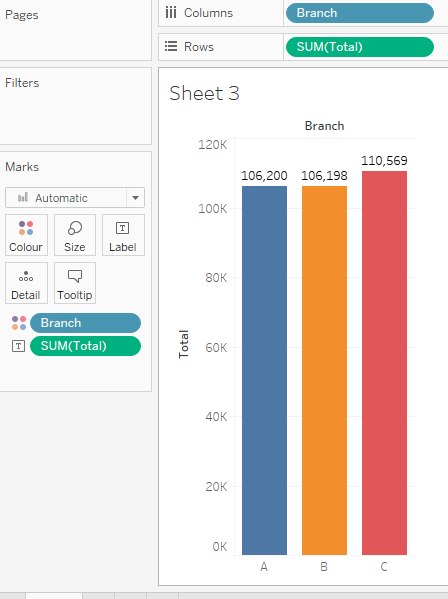 Pages
Columns
Branch
Rows
SUM(Total)
Filters
Marks
Automatic
Colour
Size
T
Label
Detail
Tooltip
Branch
T
SUM(Total)
Sheet 3
Branch
120K
100K
80K
60K
40K
20K
0K
Total
106,200
106,198
110,569
A
B
C